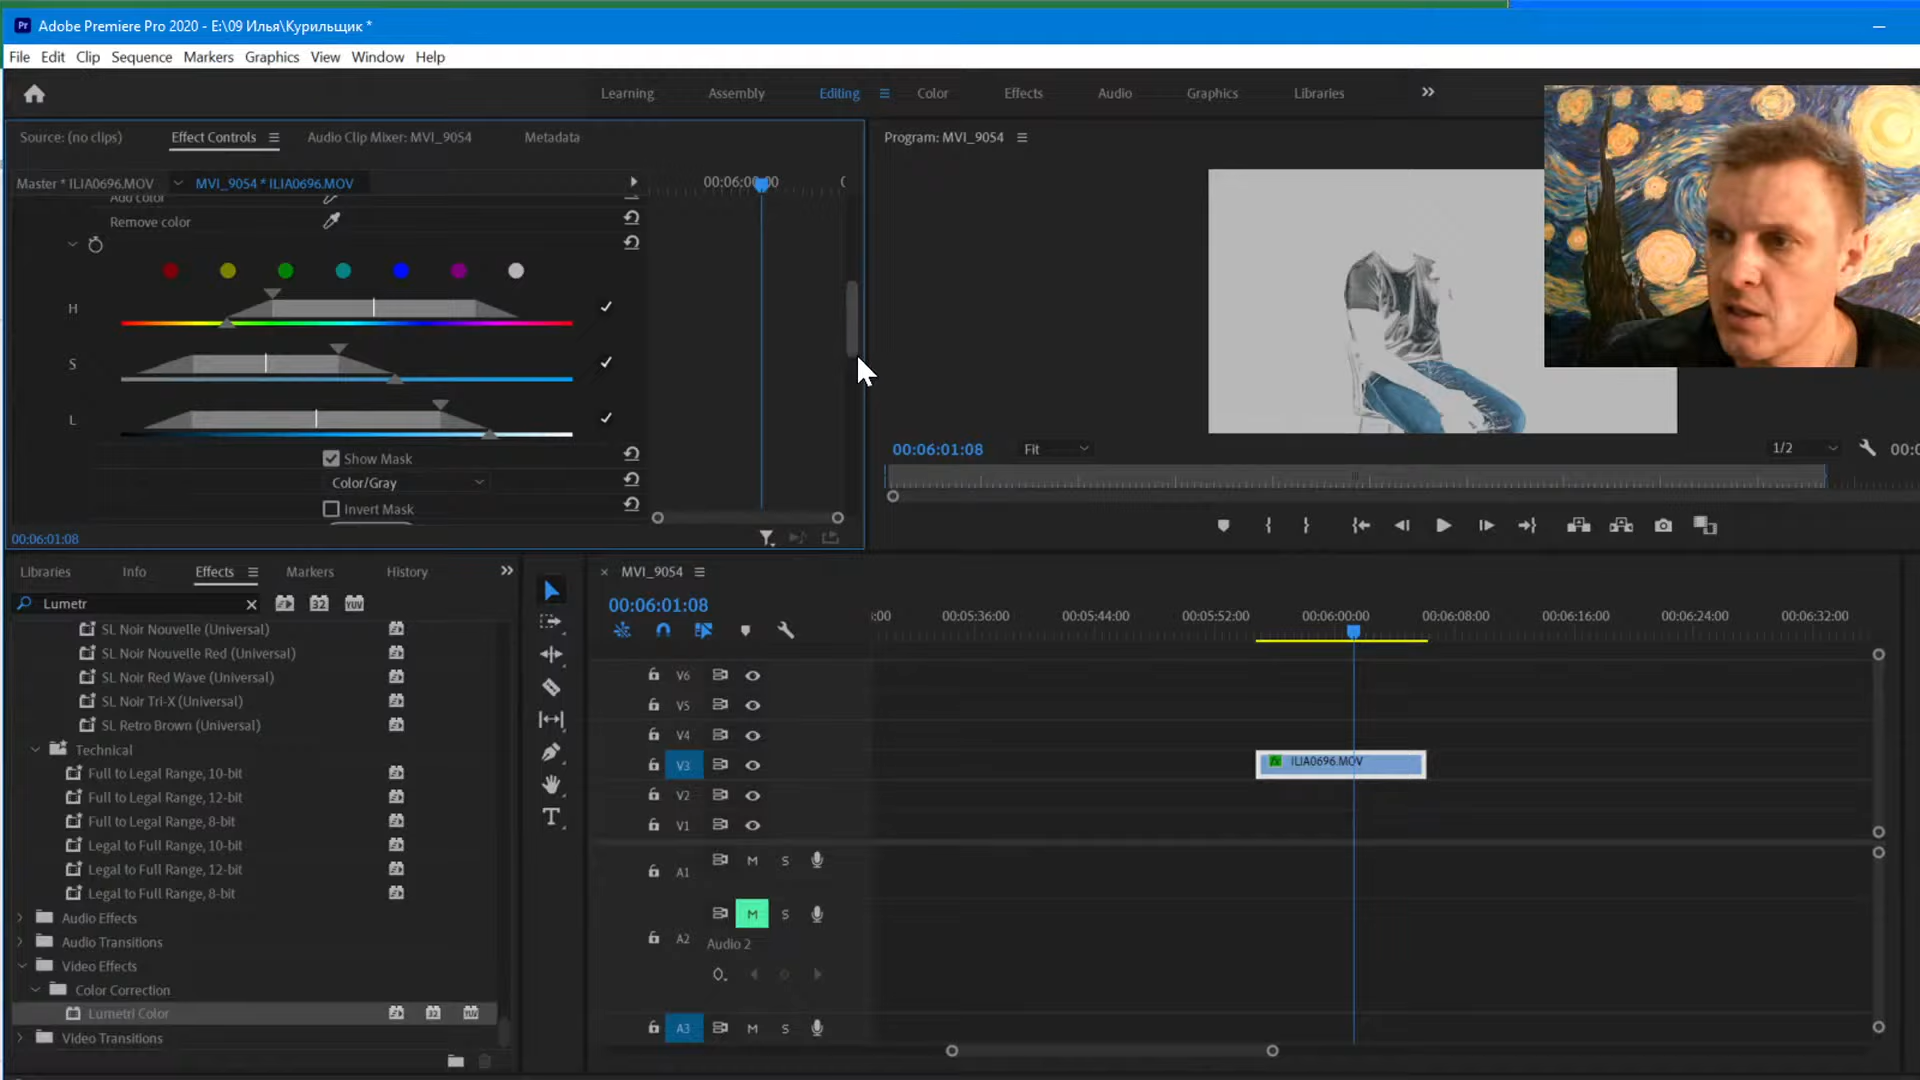 Adobe Premiere Pro 2020 - E:\09 Илья\Курильщик *
File Edit Clip Sequence Markers Graphics View Window Help
Learning Assembly Editing Color Effects Audio Graphics Libraries
Source: (no clips) Effect Controls Audio Clip Mixer: MVI_9054 Metadata
Program: MVI_9054
Master * ILIA0696.MOV MVI_9054 * ILIA0696.MOV
00:06:00:00
Add color
Remove color
H
S
L
Show Mask
Color/Gray
Invert Mask
00:06:01:08
00:06:01:08 Fit 1/2
Libraries Info Effects Markers History
Lumetr
32 YUV
SL Noir Nouvelle (Universal)
SL Noir Nouvelle Red (Universal)
SL Noir Red Wave (Universal)
SL Noir Tri-X (Universal)
SL Retro Brown (Universal)
Technical
Full to Legal Range, 10-bit
Full to Legal Range, 12-bit
Full to Legal Range, 8-bit
Legal to Full Range, 10-bit
Legal to Full Range, 12-bit
Legal to Full Range, 8-bit
Audio Effects
Audio Transitions
Video Effects
Color Correction
Lumetri Color 32 YUV
Video Transitions
MVI_9054
00:06:01:08
:00 00:05:36:00 00:05:44:00 00:05:52:00 00:06:00:00 00:06:08:00 00:06:16:00 00:06:24:00 00:06:32:00
V6
V5
V4
V3 ILIA0696.MOV
V2
V1
A1 M S
M S
A2 Audio 2
A3 M S